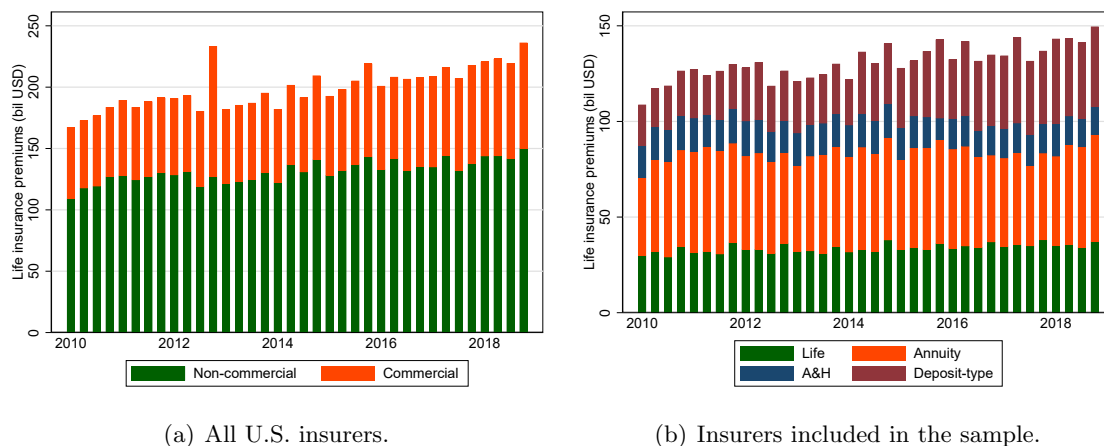 Life insurance premiums (bil USD)
250
200
150
100
50
0
2010 2012 2014 2016 2018
Non-commercial Commercial
(a) All U.S. insurers.
Life insurance premiums (bil USD)
150
100
50
0
2010 2012 2014 2016 2018
Life Annuity
A&H Deposit-type
(b) Insurers included in the sample.